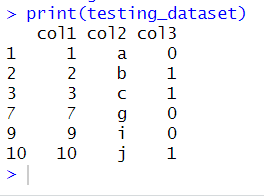 > print(testing_dataset)
   col1 col2 col3
1     1    a    0
2     2    b    1
3     3    c    1
7     7    g    0
9     9    i    0
10   10    j    1
>